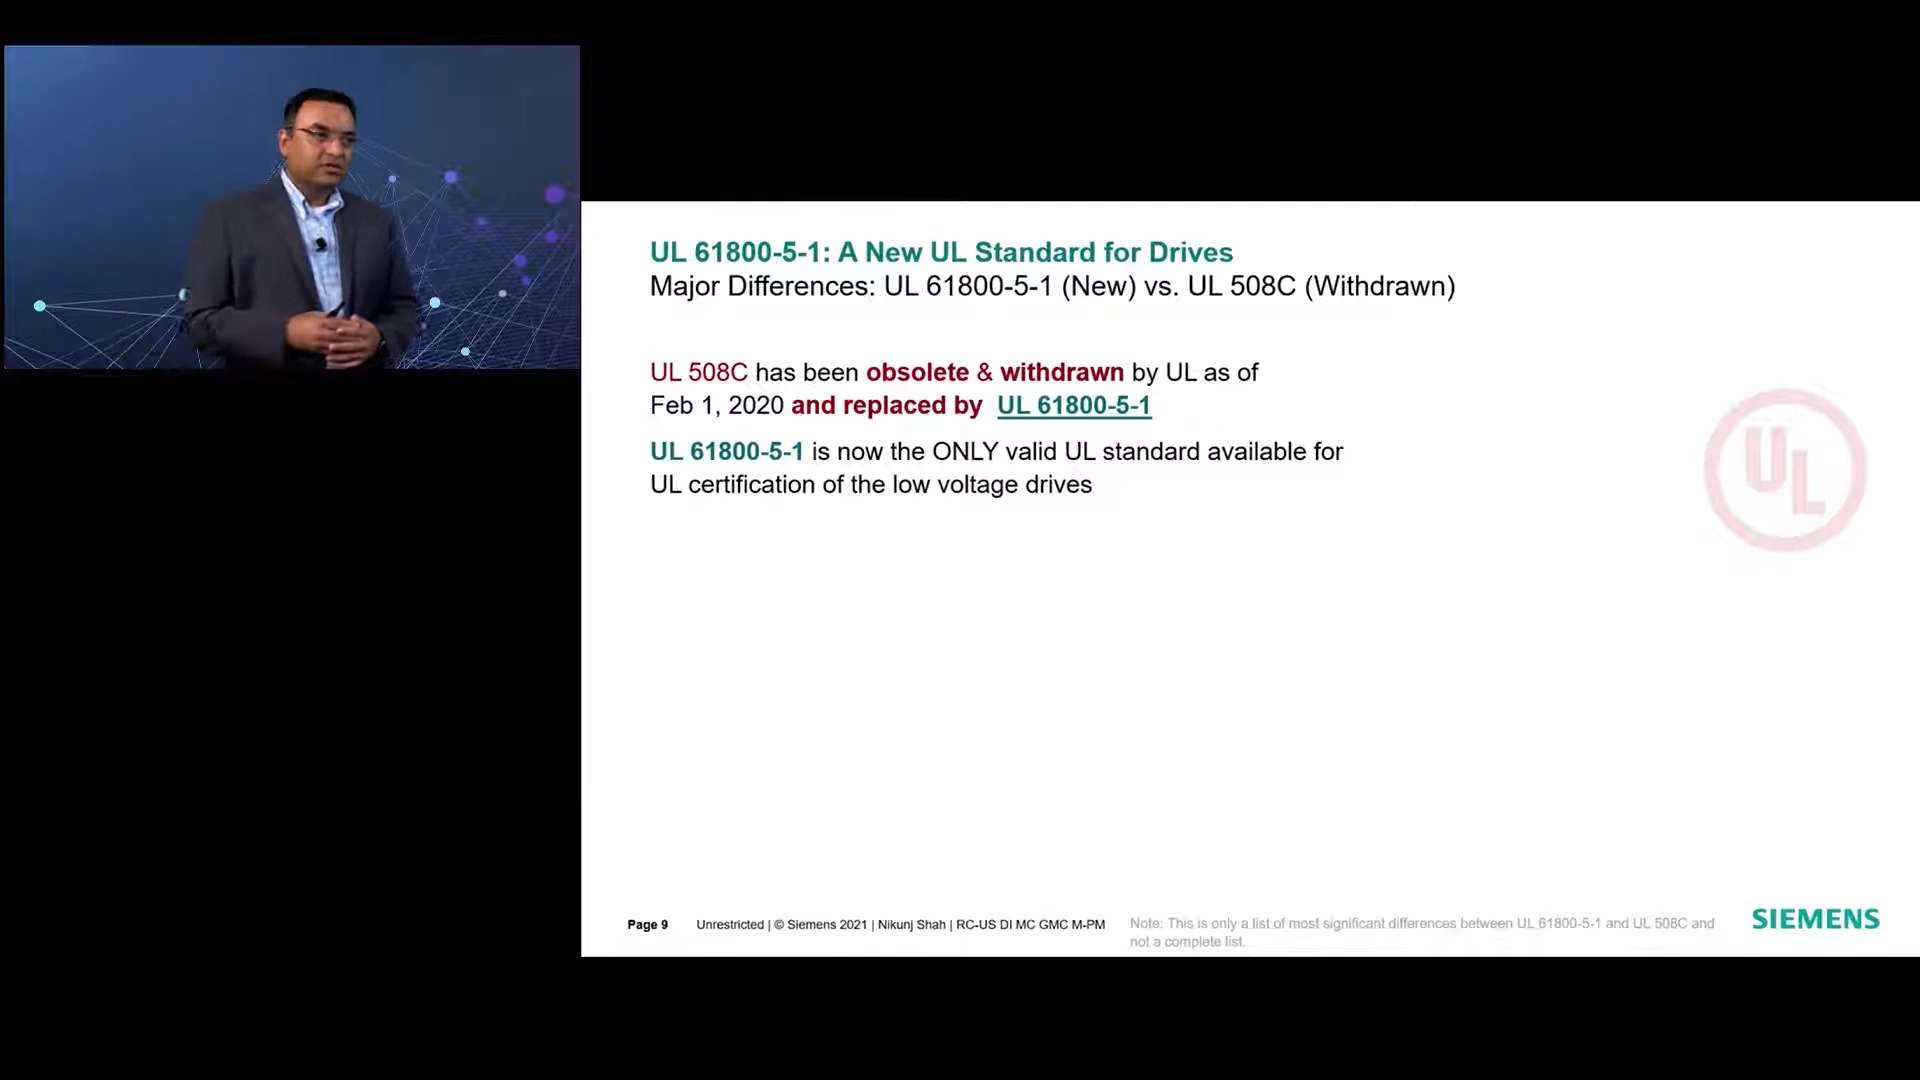 UL 61800-5-1: A New UL Standard for Drives
Major Differences: UL 61800-5-1 (New) vs. UL 508C (Withdrawn)
UL 508C has been obsolete & withdrawn by UL as of
Feb 1, 2020 and replaced by UL 61800-5-1
UL 61800-5-1 is now the ONLY valid UL standard available for
UL certification of the low voltage drives
UL
Page 9 Unrestricted | © Siemens 2021 | Nikunj Shah | RC-US DI MC GMC M-PM
Note: This is only a list of most significant differences between UL 61800-5-1 and UL 508C and
not a complete list.
SIEMENS